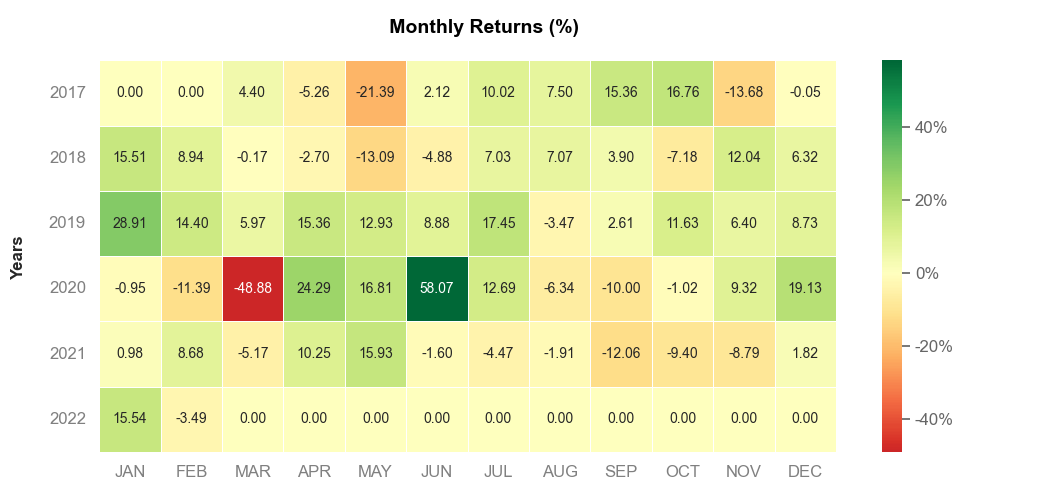 Monthly Returns (%)
Years
2017 0.00 0.00 4.40 -5.26 -21.39 2.12 10.02 7.50 15.36 16.76 -13.68 -0.05
2018 15.51 8.94 -0.17 -2.70 -13.09 -4.88 7.03 7.07 3.90 -7.18 12.04 6.32
2019 28.91 14.40 5.97 15.36 12.93 8.88 17.45 -3.47 2.61 11.63 6.40 8.73
2020 -0.95 -11.39 -48.88 24.29 16.81 58.07 12.69 -6.34 -10.00 -1.02 9.32 19.13
2021 0.98 8.68 -5.17 10.25 15.93 -1.60 -4.47 -1.91 -12.06 -9.40 -8.79 1.82
2022 15.54 -3.49 0.00 0.00 0.00 0.00 0.00 0.00 0.00 0.00 0.00 0.00
JAN FEB MAR APR MAY JUN JUL AUG SEP OCT NOV DEC
40%
20%
0%
-20%
-40%